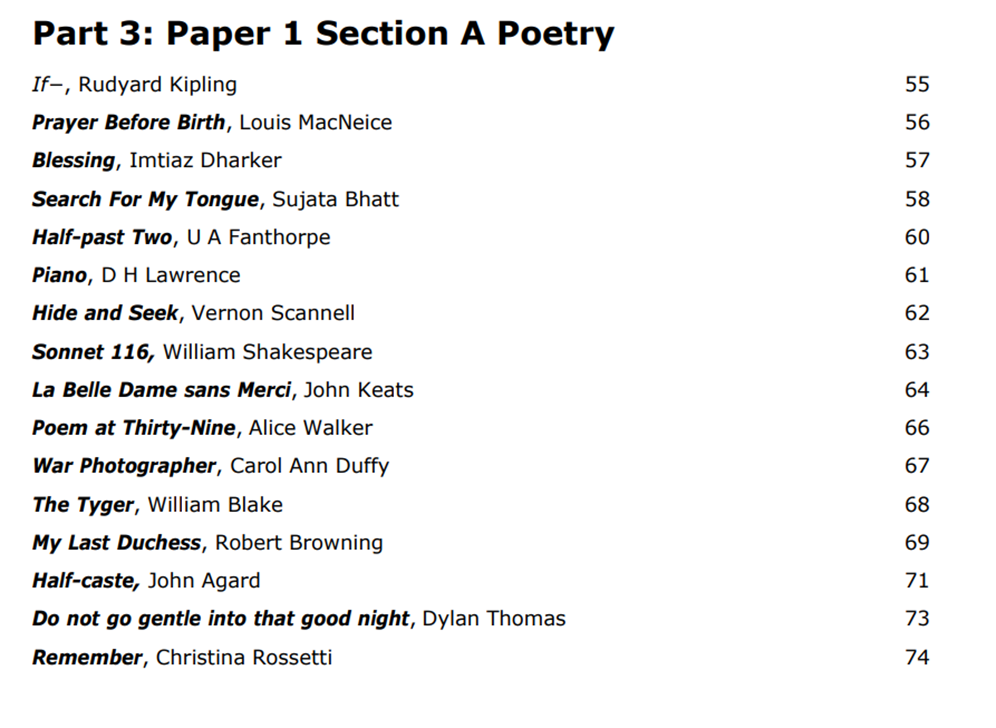 Part 3: Paper 1 Section A Poetry
If−, Rudyard Kipling 55
Prayer Before Birth, Louis MacNeice 56
Blessing, Imtiaz Dharker 57
Search For My Tongue, Sujata Bhatt 58
Half-past Two, U A Fanthorpe 60
Piano, D H Lawrence 61
Hide and Seek, Vernon Scannell 62
Sonnet 116, William Shakespeare 63
La Belle Dame sans Merci, John Keats 64
Poem at Thirty-Nine, Alice Walker 66
War Photographer, Carol Ann Duffy 67
The Tyger, William Blake 68
My Last Duchess, Robert Browning 69
Half-caste, John Agard 71
Do not go gentle into that good night, Dylan Thomas 73
Remember, Christina Rossetti 74